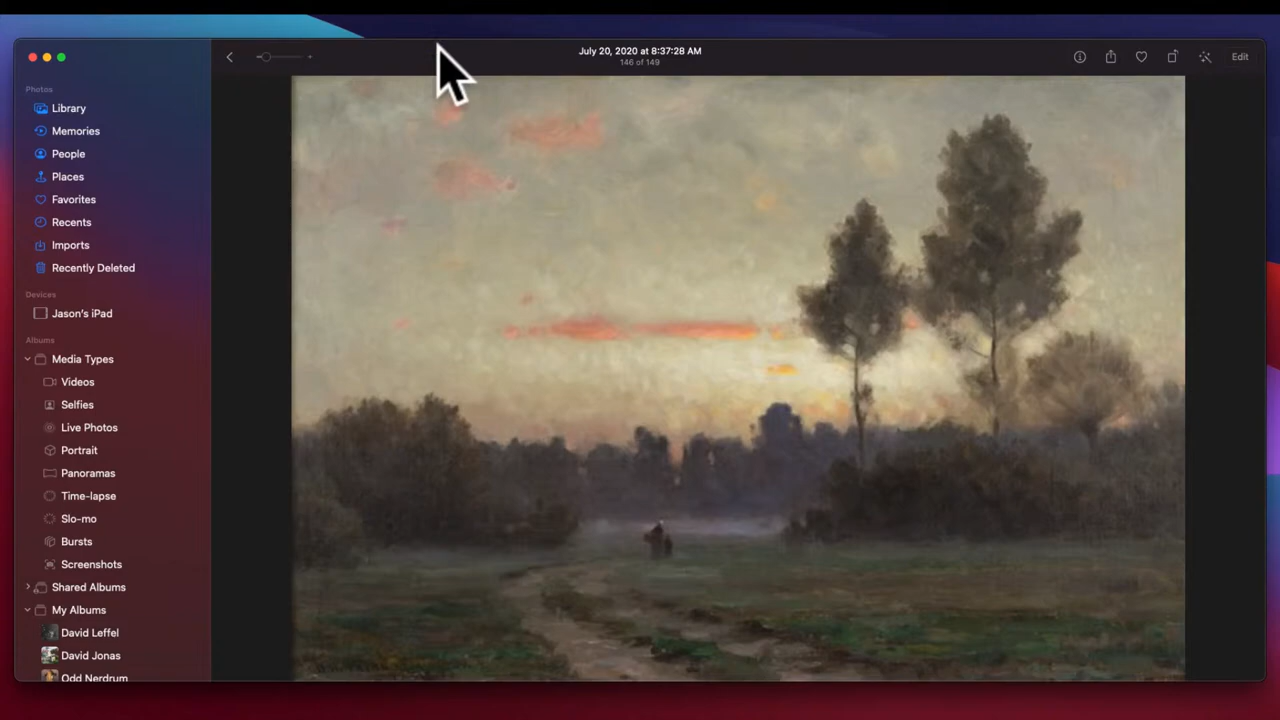 July 20, 2020 at 8:37:28 AM
146 of 149
Edit
Photos
Library
Memories
People
Places
Favorites
Recents
Imports
Recently Deleted
Devices
Jason's iPad
Albums
Media Types
Videos
Selfies
Live Photos
Portrait
Panoramas
Time-lapse
Slo-mo
Bursts
Screenshots
Shared Albums
My Albums
David Leffel
David Jonas
Odd Nerdrum